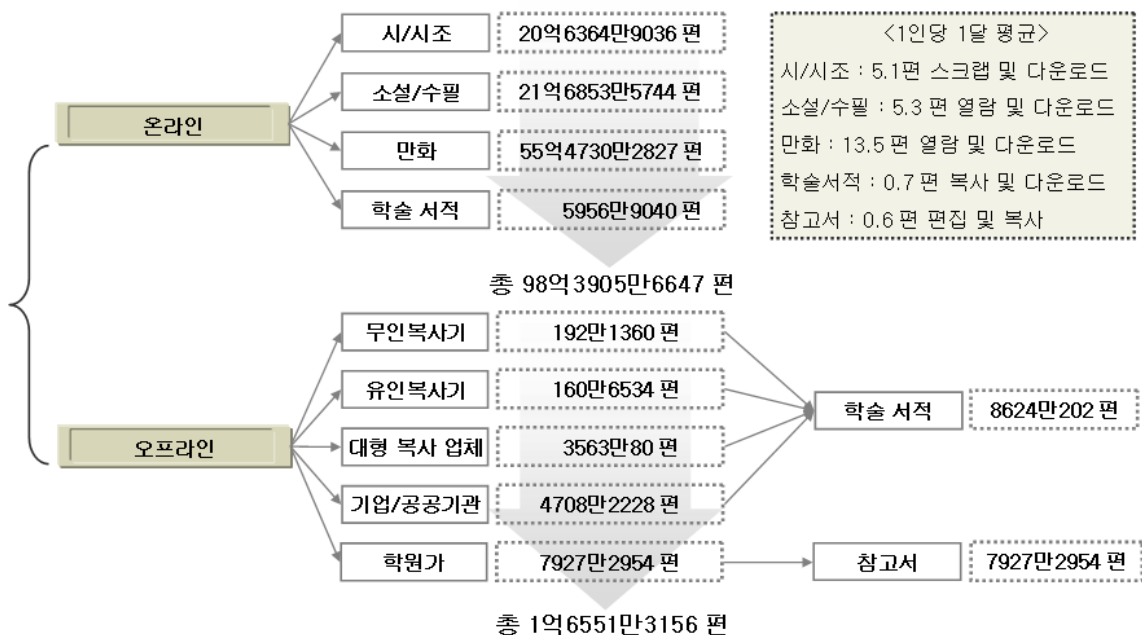 온라인
시/시조 20억6364만9036 편
소설/수필 21억6853만5744 편
만화 55억4730만2827 편
학술 서적 5956만9040 편
총 98억3905만6647 편
<1인당 1달 평균>
시/시조 : 5.1편 스크랩 및 다운로드
소설/수필 : 5.3 편 열람 및 다운로드
만화 : 13.5 편 열람 및 다운로드
학술서적 : 0.7 편 복사 및 다운로드
참고서 : 0.6 편 편집 및 복사
오프라인
무인복사기 192만1360 편
유인복사기 160만6534 편
대형 복사 업체 3563만80 편
기업/공공기관 4708만2228 편
학원가 7927만2954 편
학술 서적 8624만202 편
참고서 7927만2954 편
총 1억6551만3156 편